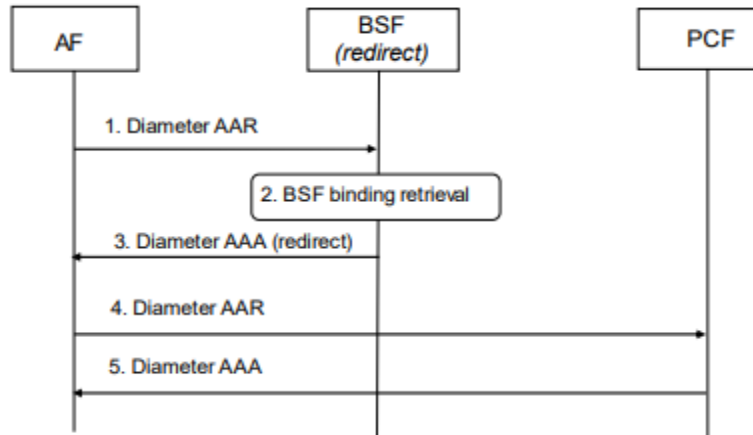 AF
BSF
(redirect)
PCF
1. Diameter AAR
2. BSF binding retrieval
3. Diameter AAA (redirect)
4. Diameter AAR
5. Diameter AAA